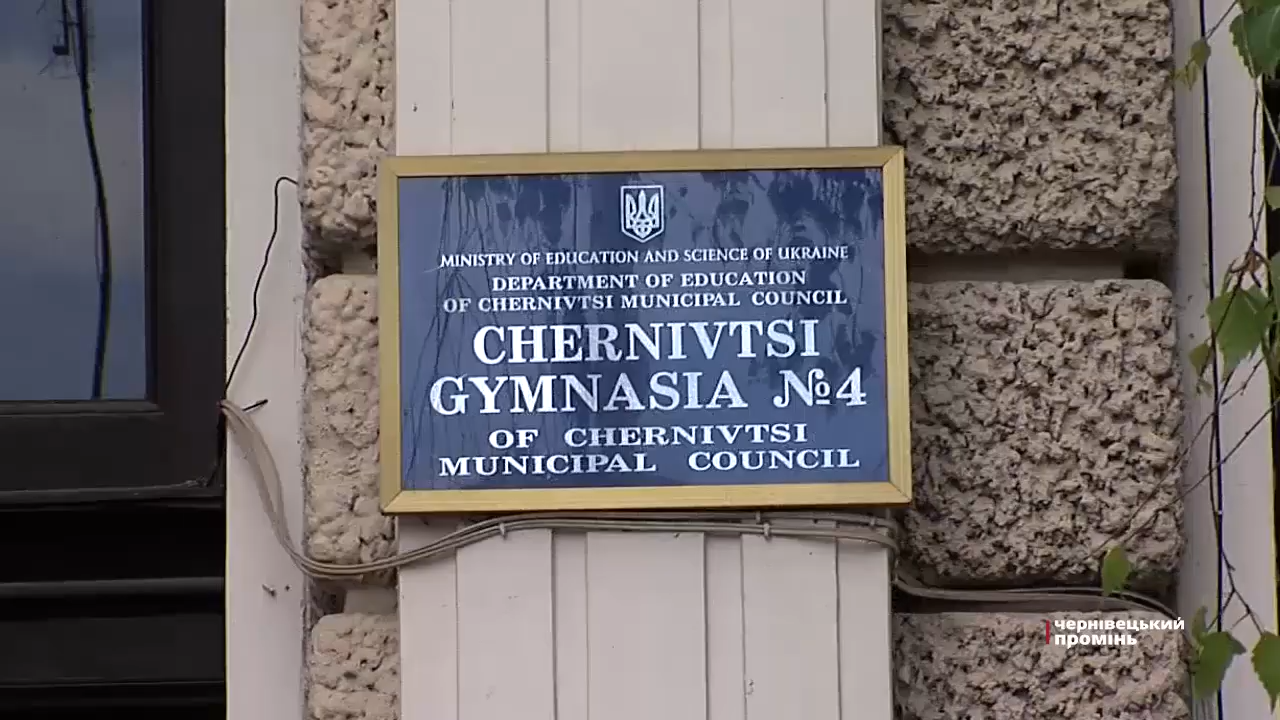 MINISTRY OF EDUCATION AND SCIENCE OF UKRAINE
DEPARTMENT OF EDUCATION
OF CHERNIVTSI MUNICIPAL COUNCIL
CHERNIVTSI
GYMNASIA №4
OF CHERNIVTSI
MUNICIPAL COUNCIL
чернівецький
промінь